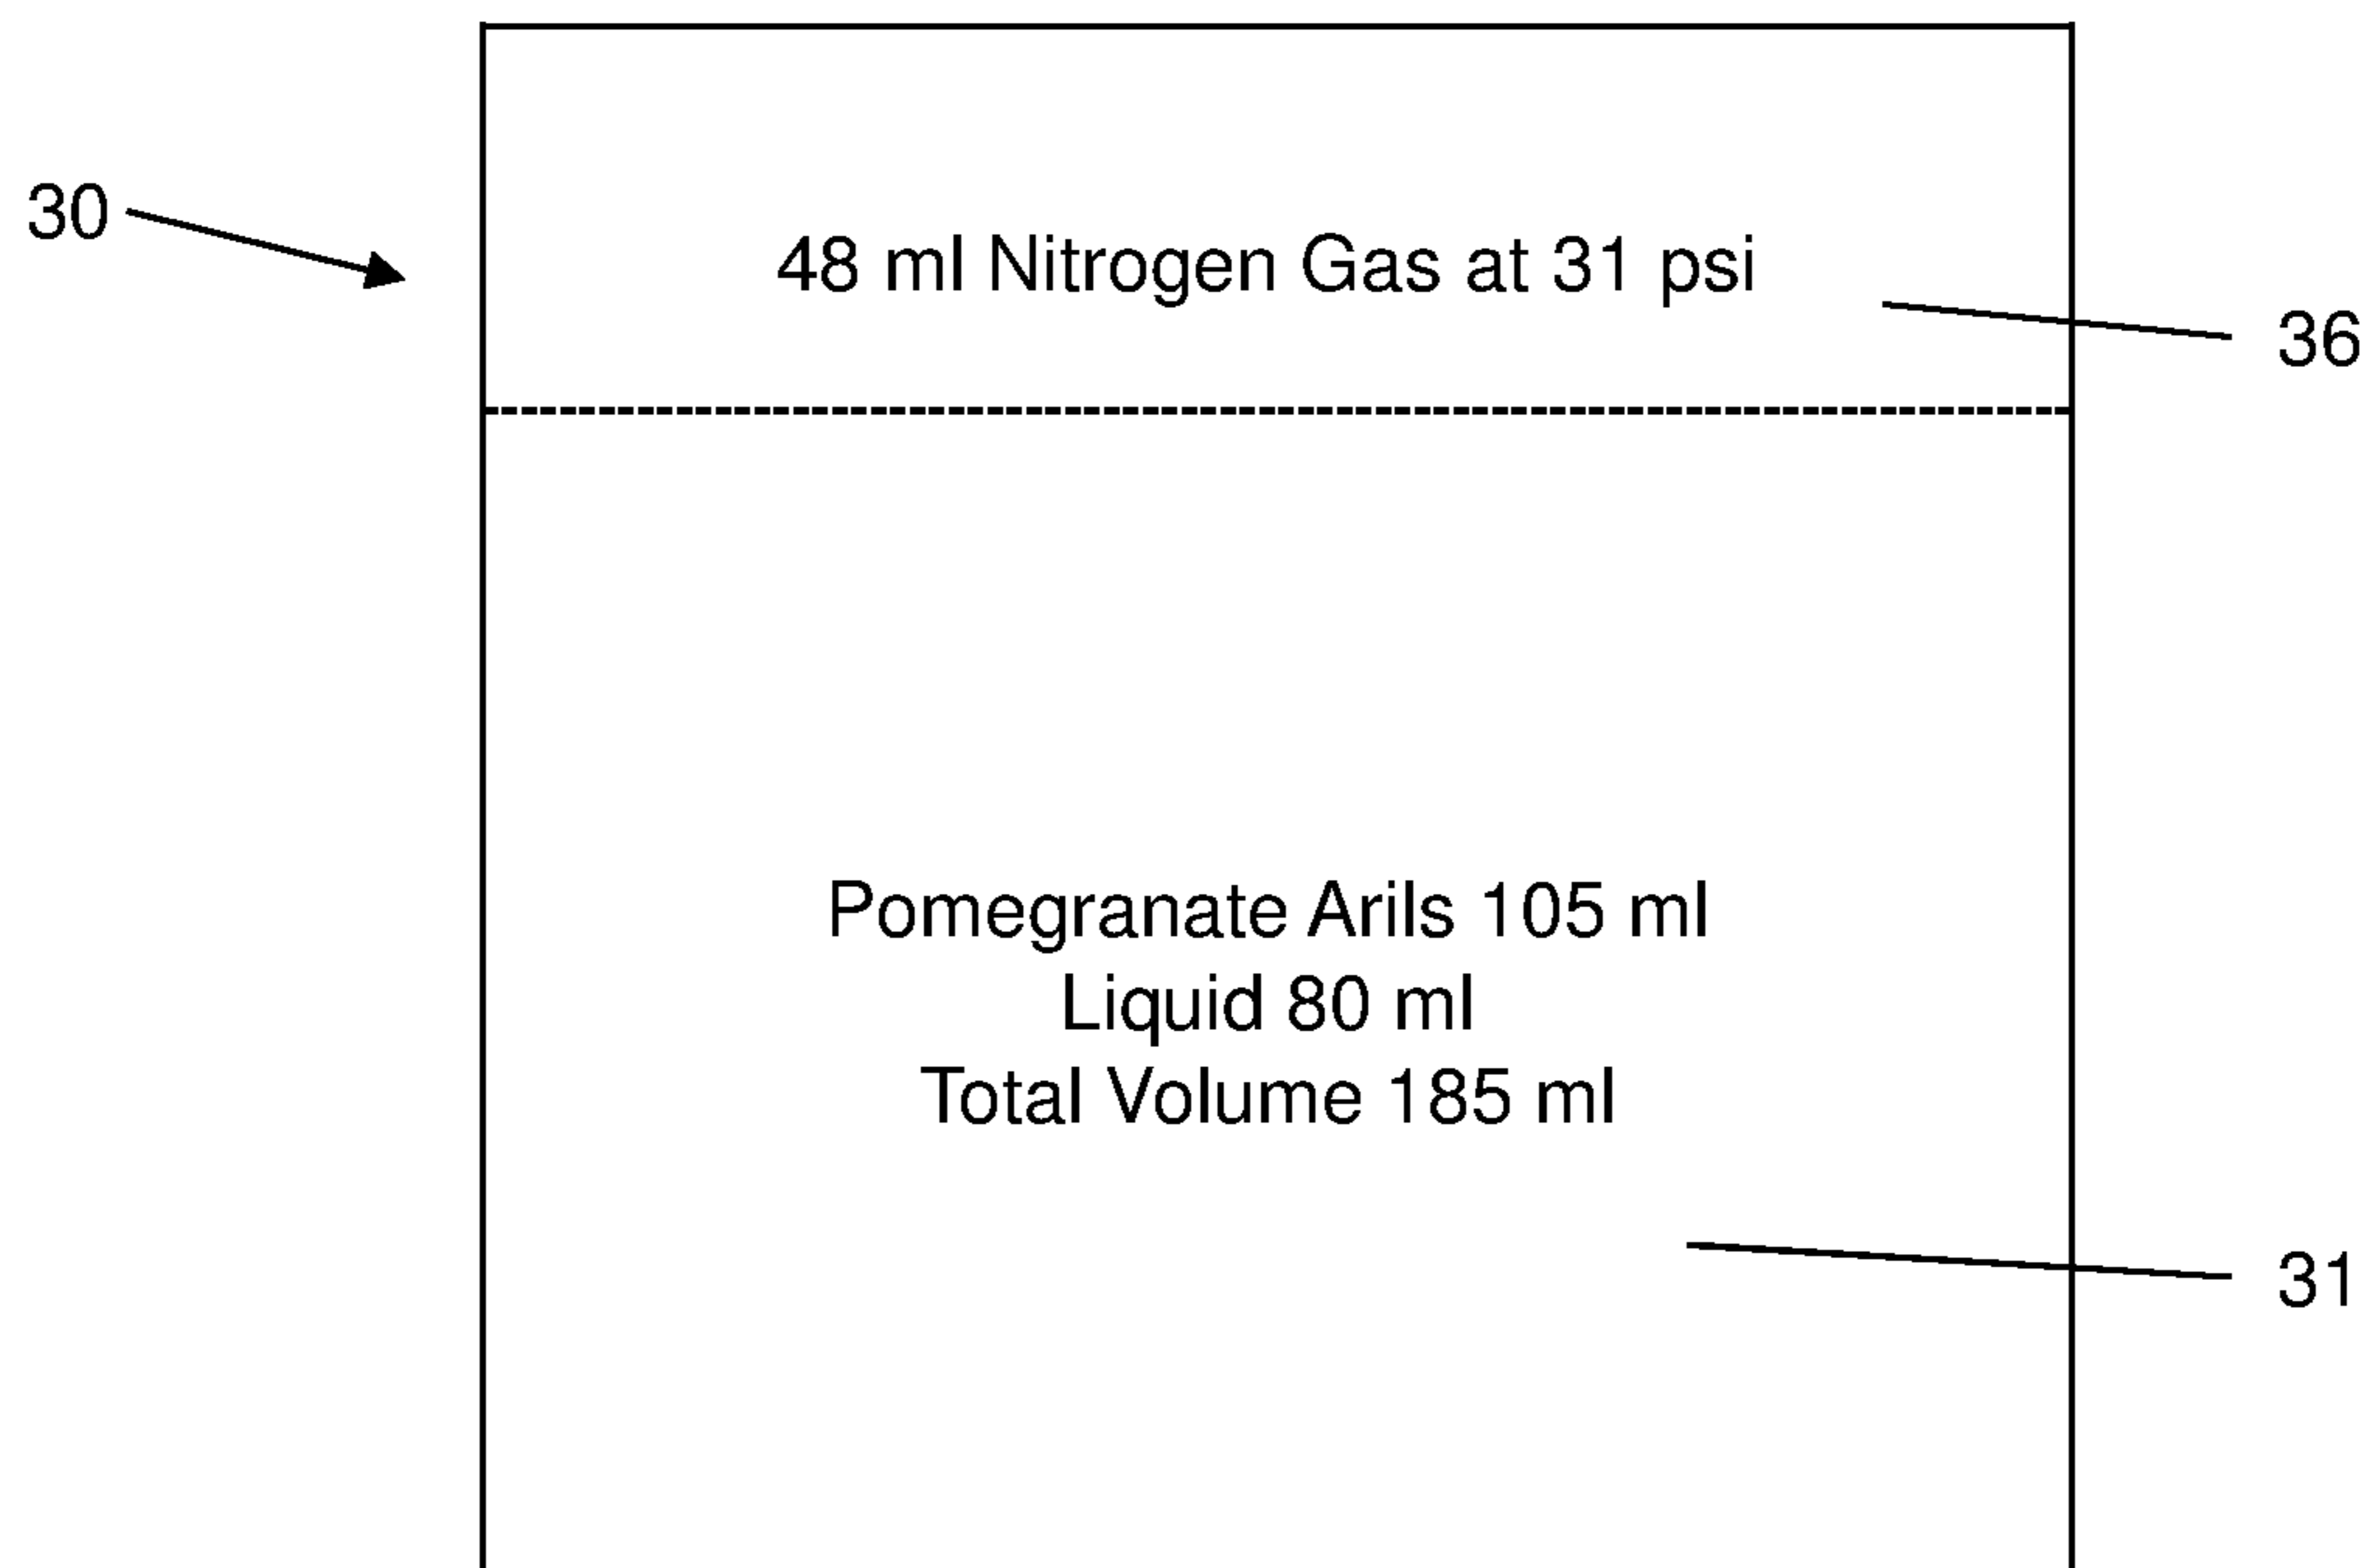 30
48 ml Nitrogen Gas at 31 psi
36
Pomegranate Arils 105 ml
Liquid 80 ml
Total Volume 185 ml
31